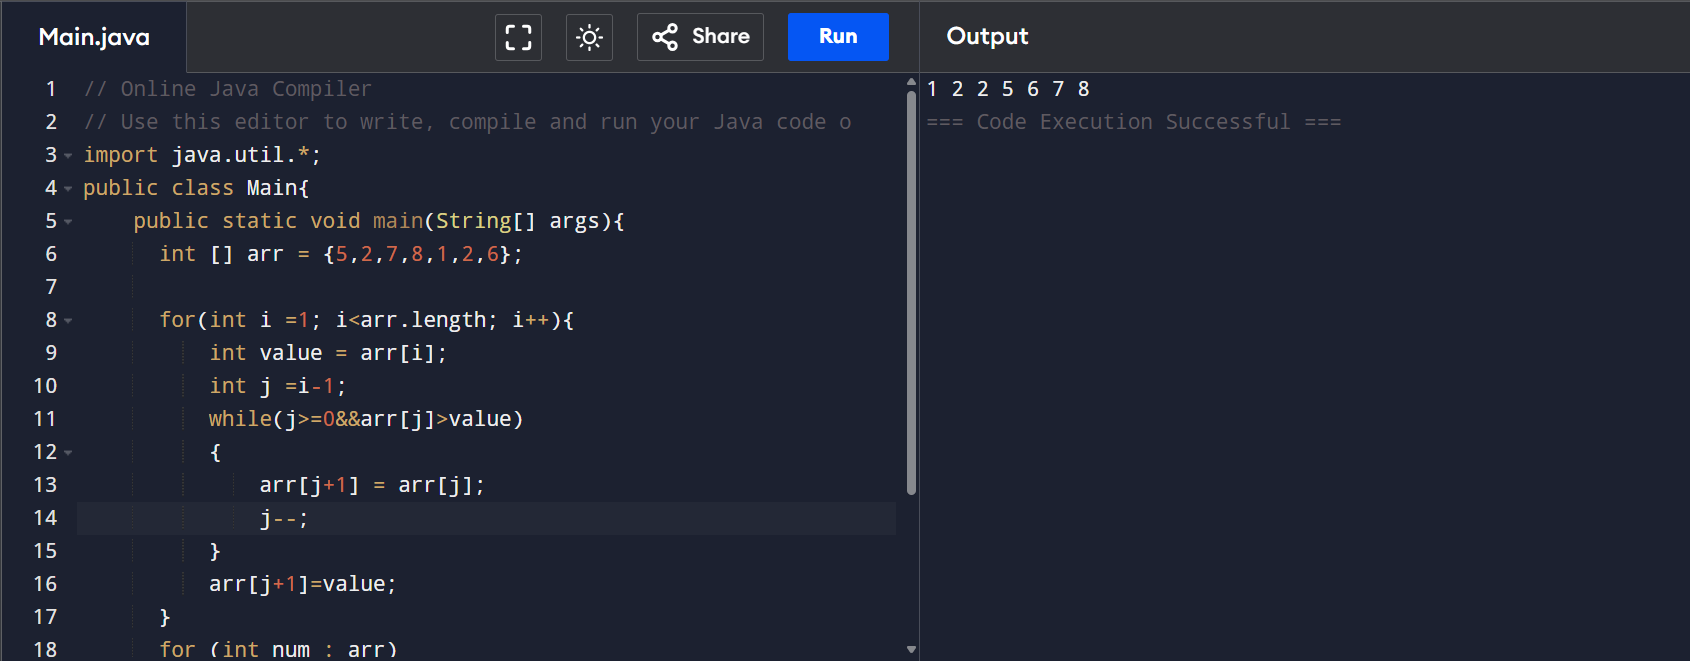 Main.java Share Run Output
1 // Online Java Compiler
2 // Use this editor to write, compile and run your Java code o
3 import java.util.*;
4 public class Main{
5 public static void main(String[] args){
6 int [] arr = {5,2,7,8,1,2,6};
7
8 for(int i =1; i<arr.length; i++){
9 int value = arr[i];
10 int j =i-1;
11 while(j>=0&&arr[j]>value)
12 {
13 arr[j+1] = arr[j];
14 j--;
15 }
16 arr[j+1]=value;
17 }
18 for (int num : arr)
1 2 2 5 6 7 8
=== Code Execution Successful ===